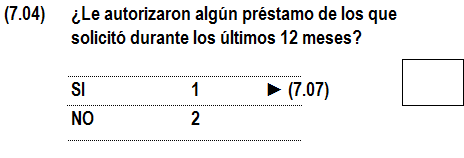 (7.04) ¿Le autorizaron algún préstamo de los que
solicitó durante los últimos 12 meses?
SI 1 ► (7.07)
NO 2